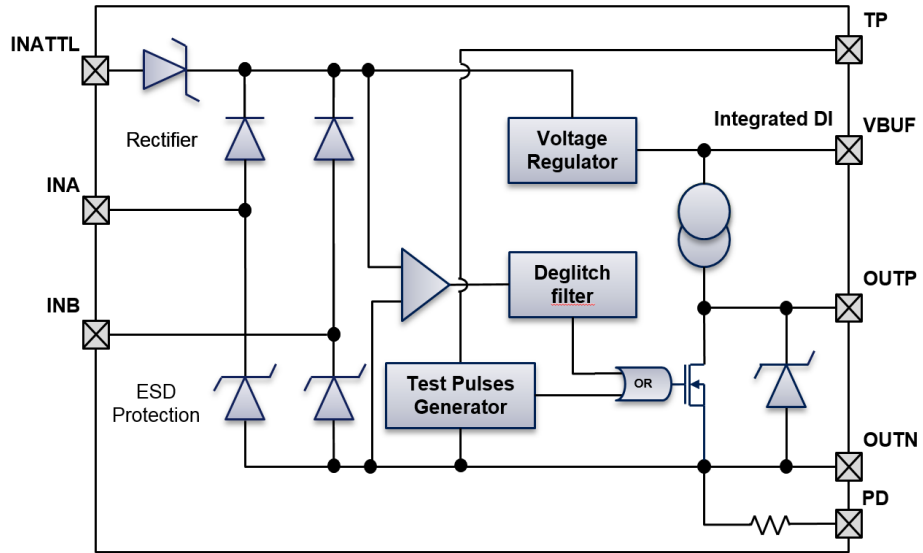 TP
INATTL
Integrated DI
VBUF
Rectifier
Voltage
Regulator
INA
Deglitch
filter
OUTP
INB
Test Pulses
Generator
OR
ESD
Protection
OUTN
PD